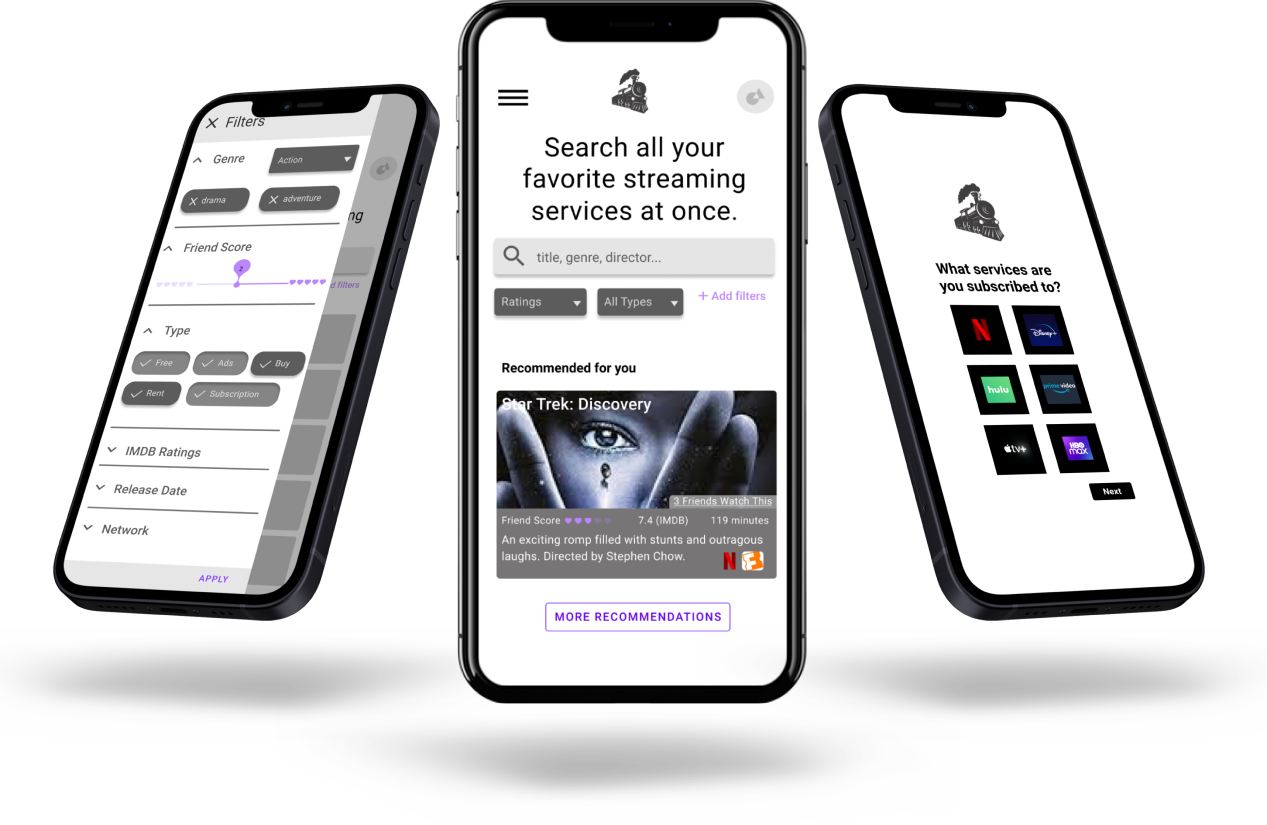 Filters
Genre
Action
drama
adventure
ng
Friend Score
2
d filters
Type
Free
Ads
Buy
Rent
Subscription
IMDB Ratings
Release Date
Network
APPLY
Search all your
favorite streaming
services at once.
title, genre, director...
Ratings
All Types
+ Add filters
Recommended for you
Star Trek: Discovery
3 Friends Watch This
Friend Score
7.4 (IMDB)
119 minutes
An exciting romp filled with stunts and outragous
laughs. Directed by Stephen Chow.
N
F
MORE RECOMMENDATIONS
What services are
you subscribed to?
N
Disney+
hulu
prime video
tv+
HBO
max
Next